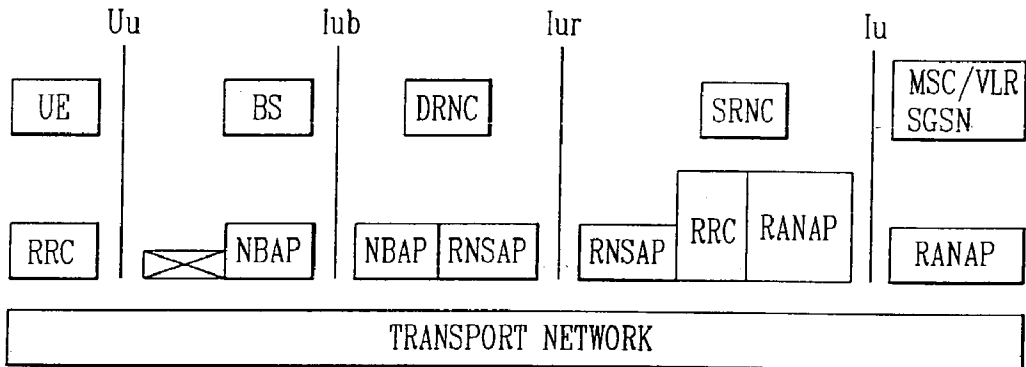 Uu Iub Iur Iu
UE BS DRNC SRNC MSC/VLR
SGSN
RRC NBAP NBAP RNSAP RNSAP RRC RANAP RANAP
TRANSPORT NETWORK